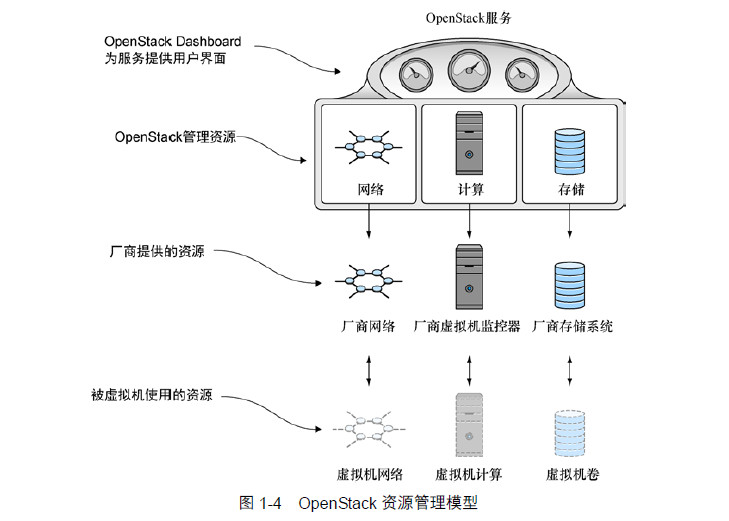 OpenStack服务
OpenStack Dashboard
为服务提供用户界面
OpenStack管理资源
网络
计算
存储
厂商提供的资源
厂商网络
厂商虚拟机监控器
厂商存储系统
被虚拟机使用的资源
虚拟机网络
虚拟机计算
虚拟机卷
图 1-4 OpenStack 资源管理模型